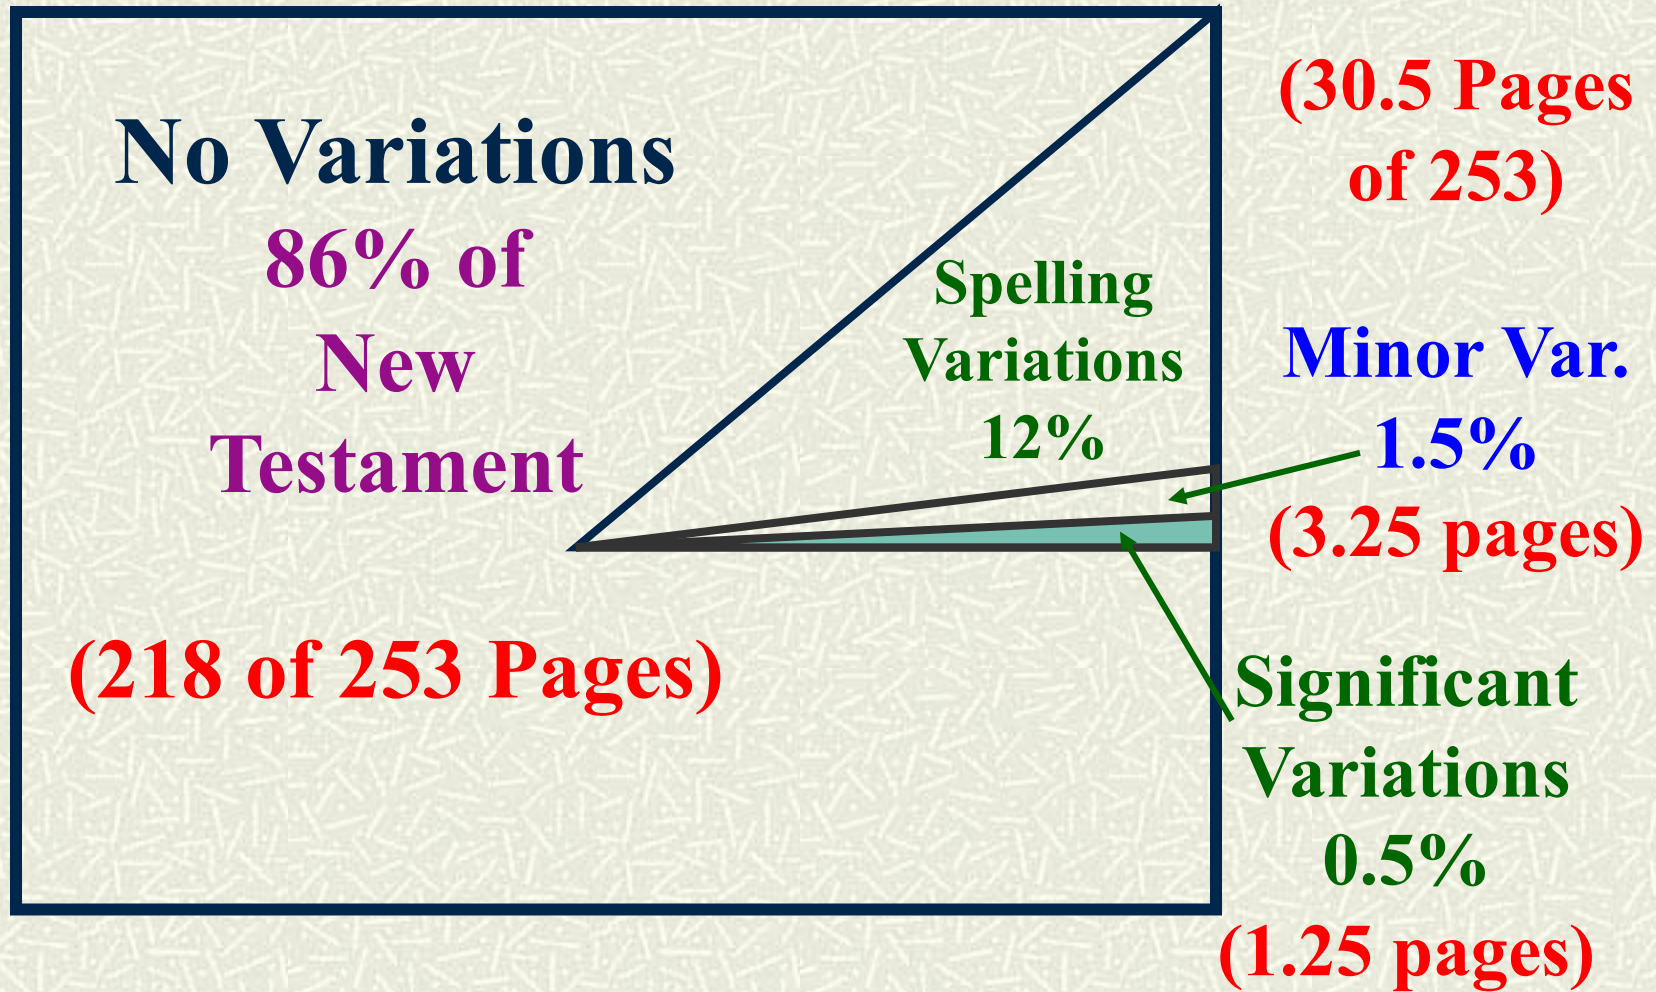 No Variations
86% of
New
Testament
(218 of 253 Pages)
Spelling
Variations
12%
(30.5 Pages
of 253)
Minor Var.
1.5%
(3.25 pages)
Significant
Variations
0.5%
(1.25 pages)